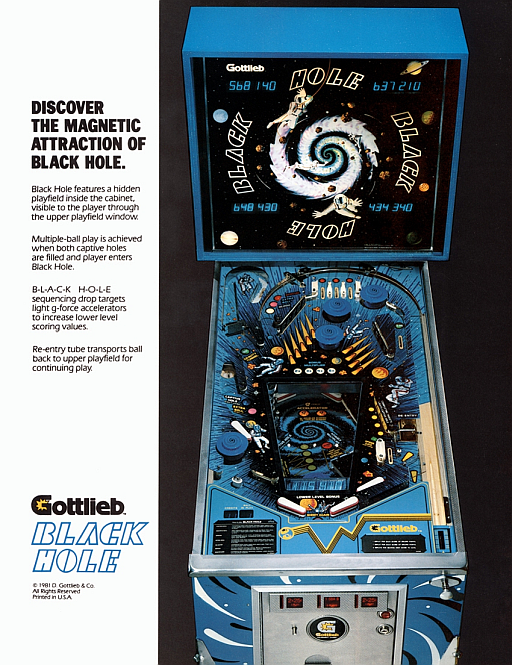 DISCOVER
THE MAGNETIC
ATTRACTION OF
BLACK HOLE.
Black Hole features a hidden
playfield inside the cabinet,
visible to the player through
the upper playfield window.
Multiple-ball play is achieved
when both captive holes
are filled and player enters
Black Hole.
B-L-A-C-K H-O-L-E
sequencing drop targets
light g-force accelerators
to increase lower level
scoring values.
Re-entry tube transports ball
back to upper playfield for
continuing play.
Gottlieb.
BLACK
HOLE
© 1981 D. Gottlieb & Co.
All Rights Reserved
Printed in U.S.A.
Gottlieb
568 140
HOLE
637 210
BLACK
BLACK
648 430
HOLE
434 340
LOWER LEVEL BONUS
Gottlieb.
Gottlieb